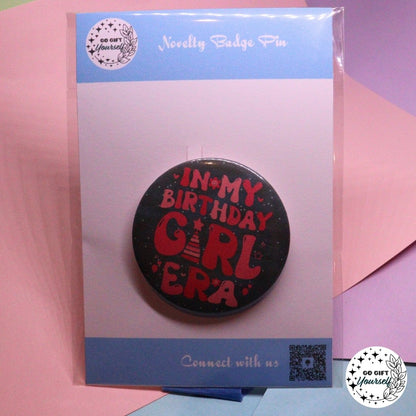 GO GIFT
Yourself
Novelty Badge Pin
IN MY
BIRTHDAY
GIRL
ERA
Connect with us
GO GIFT
Yourself